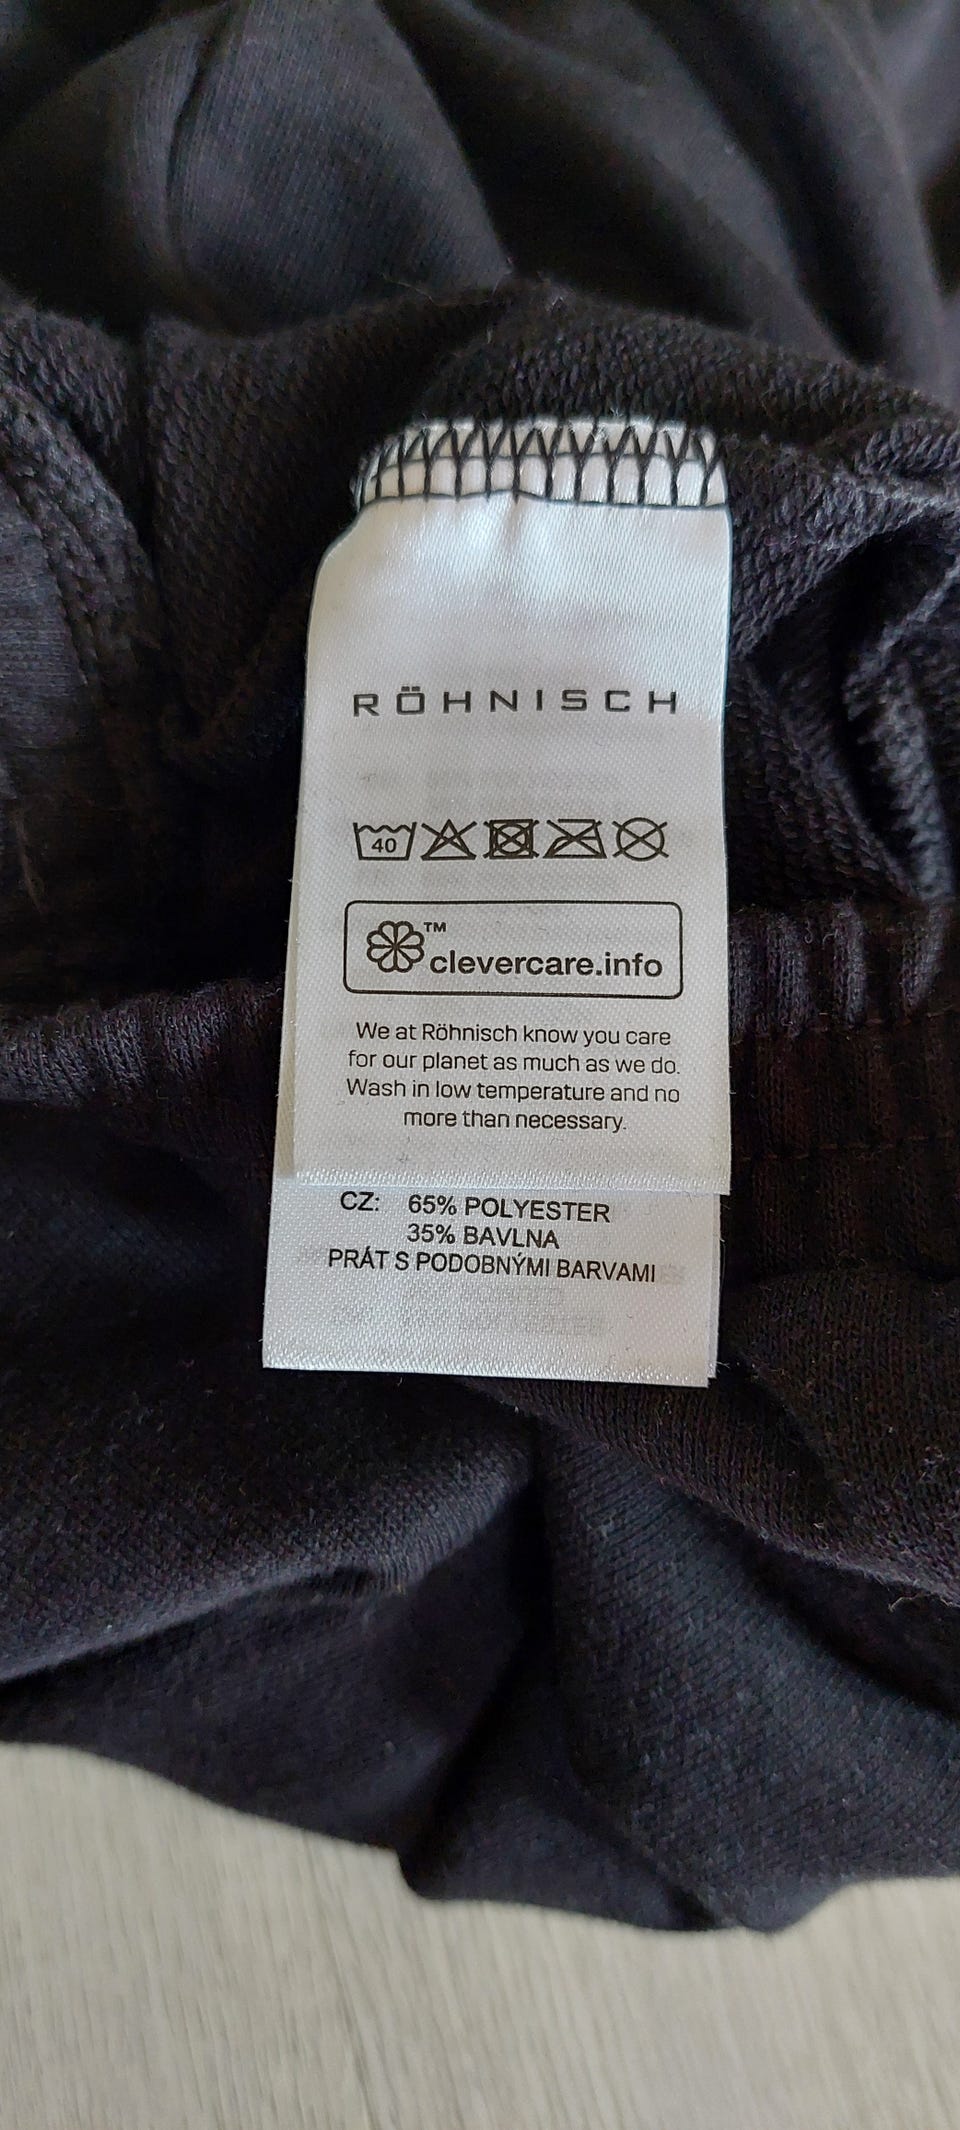 RÖHNISCH
40
™
clevercare.info
We at Röhnisch know you care
for our planet as much as we do.
Wash in low temperature and no
more than necessary.
CZ: 65% POLYESTER
35% BAVLNA
PRÁT S PODOBNÝMI BARVAMI